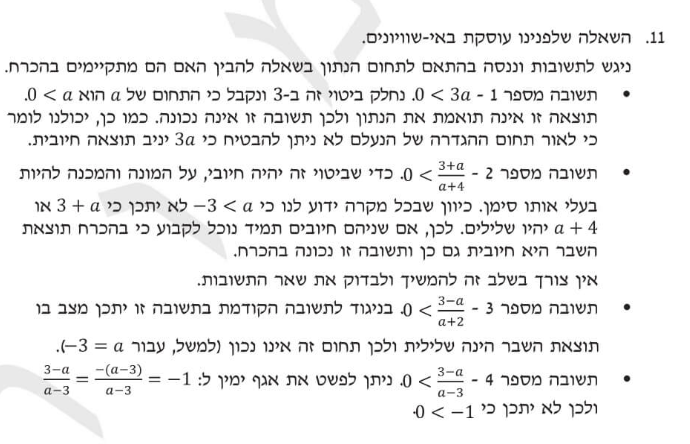 11. השאלה שלפנינו עוסקת באי-שוויונים.
ניגש לתשובות וננסה בהתאם לתחום הנתון בשאלה להבין האם הם מתקיימים בהכרח.
• תשובה מספר 1 - 0 < 3a. נחלק ביטוי זה ב-3 ונקבל כי התחום של a הוא 0 < a.
תוצאה זו אינה תואמת את הנתון ולכן תשובה זו אינה נכונה. כמו כן, יכולנו לומר
כי לאור תחום ההגדרה של הנעלם לא ניתן להבטיח כי 3a יניב תוצאה חיובית.
• תשובה מספר 2 - 0 < \frac{3+a}{a+4}. כדי שביטוי זה יהיה חיובי, על המונה והמכנה להיות
בעלי אותו סימן. כיוון שבכל מקרה ידוע לנו כי −3 < a לא יתכן כי 3 + a או
a + 4 יהיו שלילים. לכן, אם שניהם חיובים תמיד נוכל לקבוע כי בהכרח תוצאת
השבר היא חיובית גם כן ותשובה זו נכונה בהכרח.
אין צורך בשלב זה להמשיך ולבדוק את שאר התשובות.
• תשובה מספר 3 - 0 < \frac{3−a}{a+2}. בניגוד לתשובה הקודמת בתשובה זו יתכן מצב בו
תוצאת השבר הינה שלילית ולכן תחום זה אינו נכון (למשל, עבור −3 = a).
• תשובה מספר 4 - 0 < \frac{3−a}{a−3}. ניתן לפשט את אגף ימין ל: \frac{3−a}{a−3} = \frac{−(a−3)}{a−3} = −1
ולכן לא יתכן כי 0 < −1.